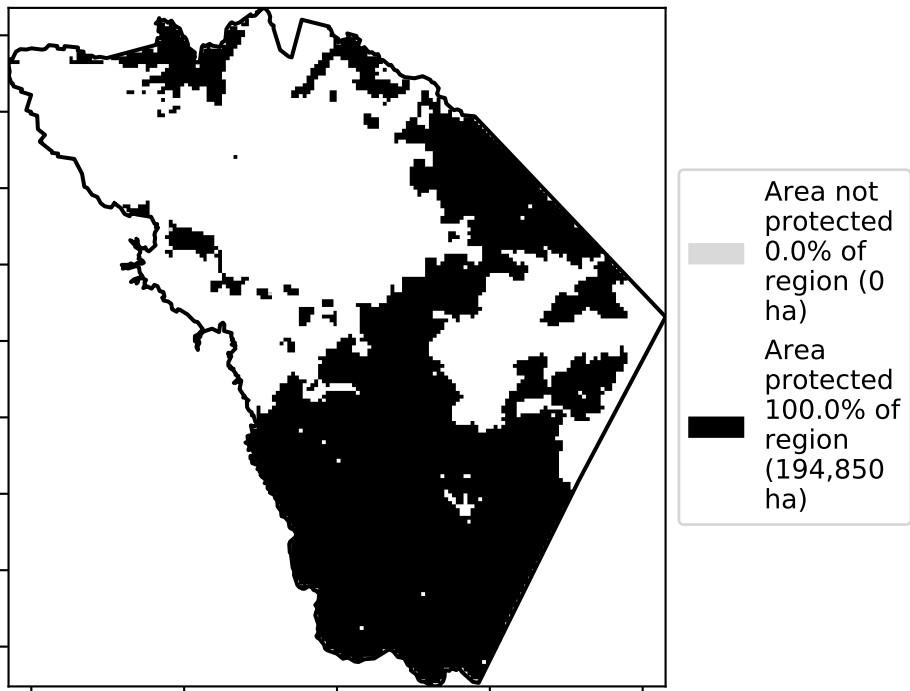 Area not
protected
0.0% of
region (0
ha)
Area
protected
100.0% of
region
(194,850
ha)